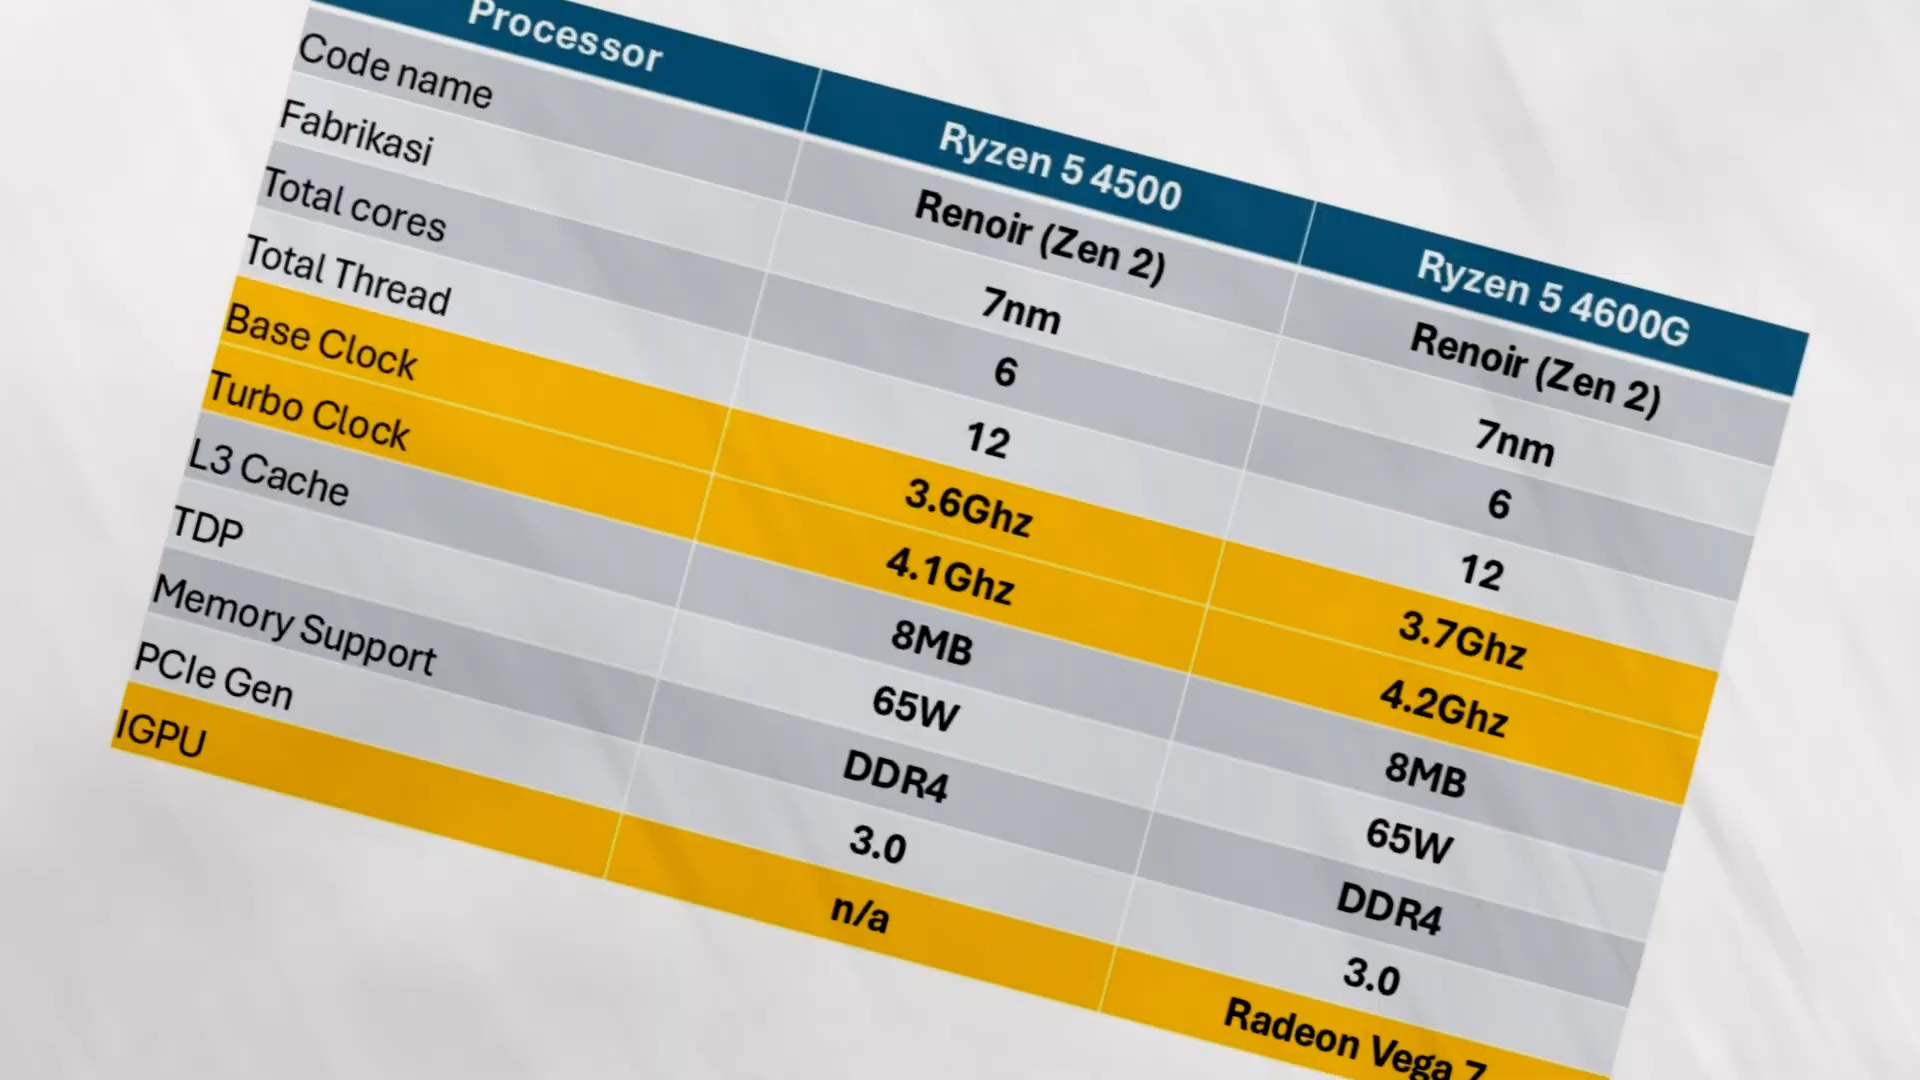 Processor Ryzen 5 4500 Ryzen 5 4600G
Code name Renoir (Zen 2) Renoir (Zen 2)
Fabrikasi 7nm 7nm
Total cores 6 6
Total Thread 12 12
Base Clock 3.6Ghz 3.7Ghz
Turbo Clock 4.1Ghz 4.2Ghz
L3 Cache 8MB 8MB
TDP 65W 65W
Memory Support DDR4 DDR4
PCIe Gen 3.0 3.0
IGPU n/a Radeon Vega 7